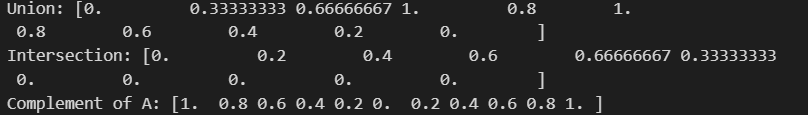 Union: [0.         0.33333333 0.66666667 1.         0.8        1.
 0.8        0.6        0.4        0.2        0.        ]
Intersection: [0.         0.2        0.4        0.6        0.66666667 0.33333333
 0.         0.         0.         0.         0.        ]
Complement of A: [1.  0.8 0.6 0.4 0.2 0.  0.2 0.4 0.6 0.8 1. ]